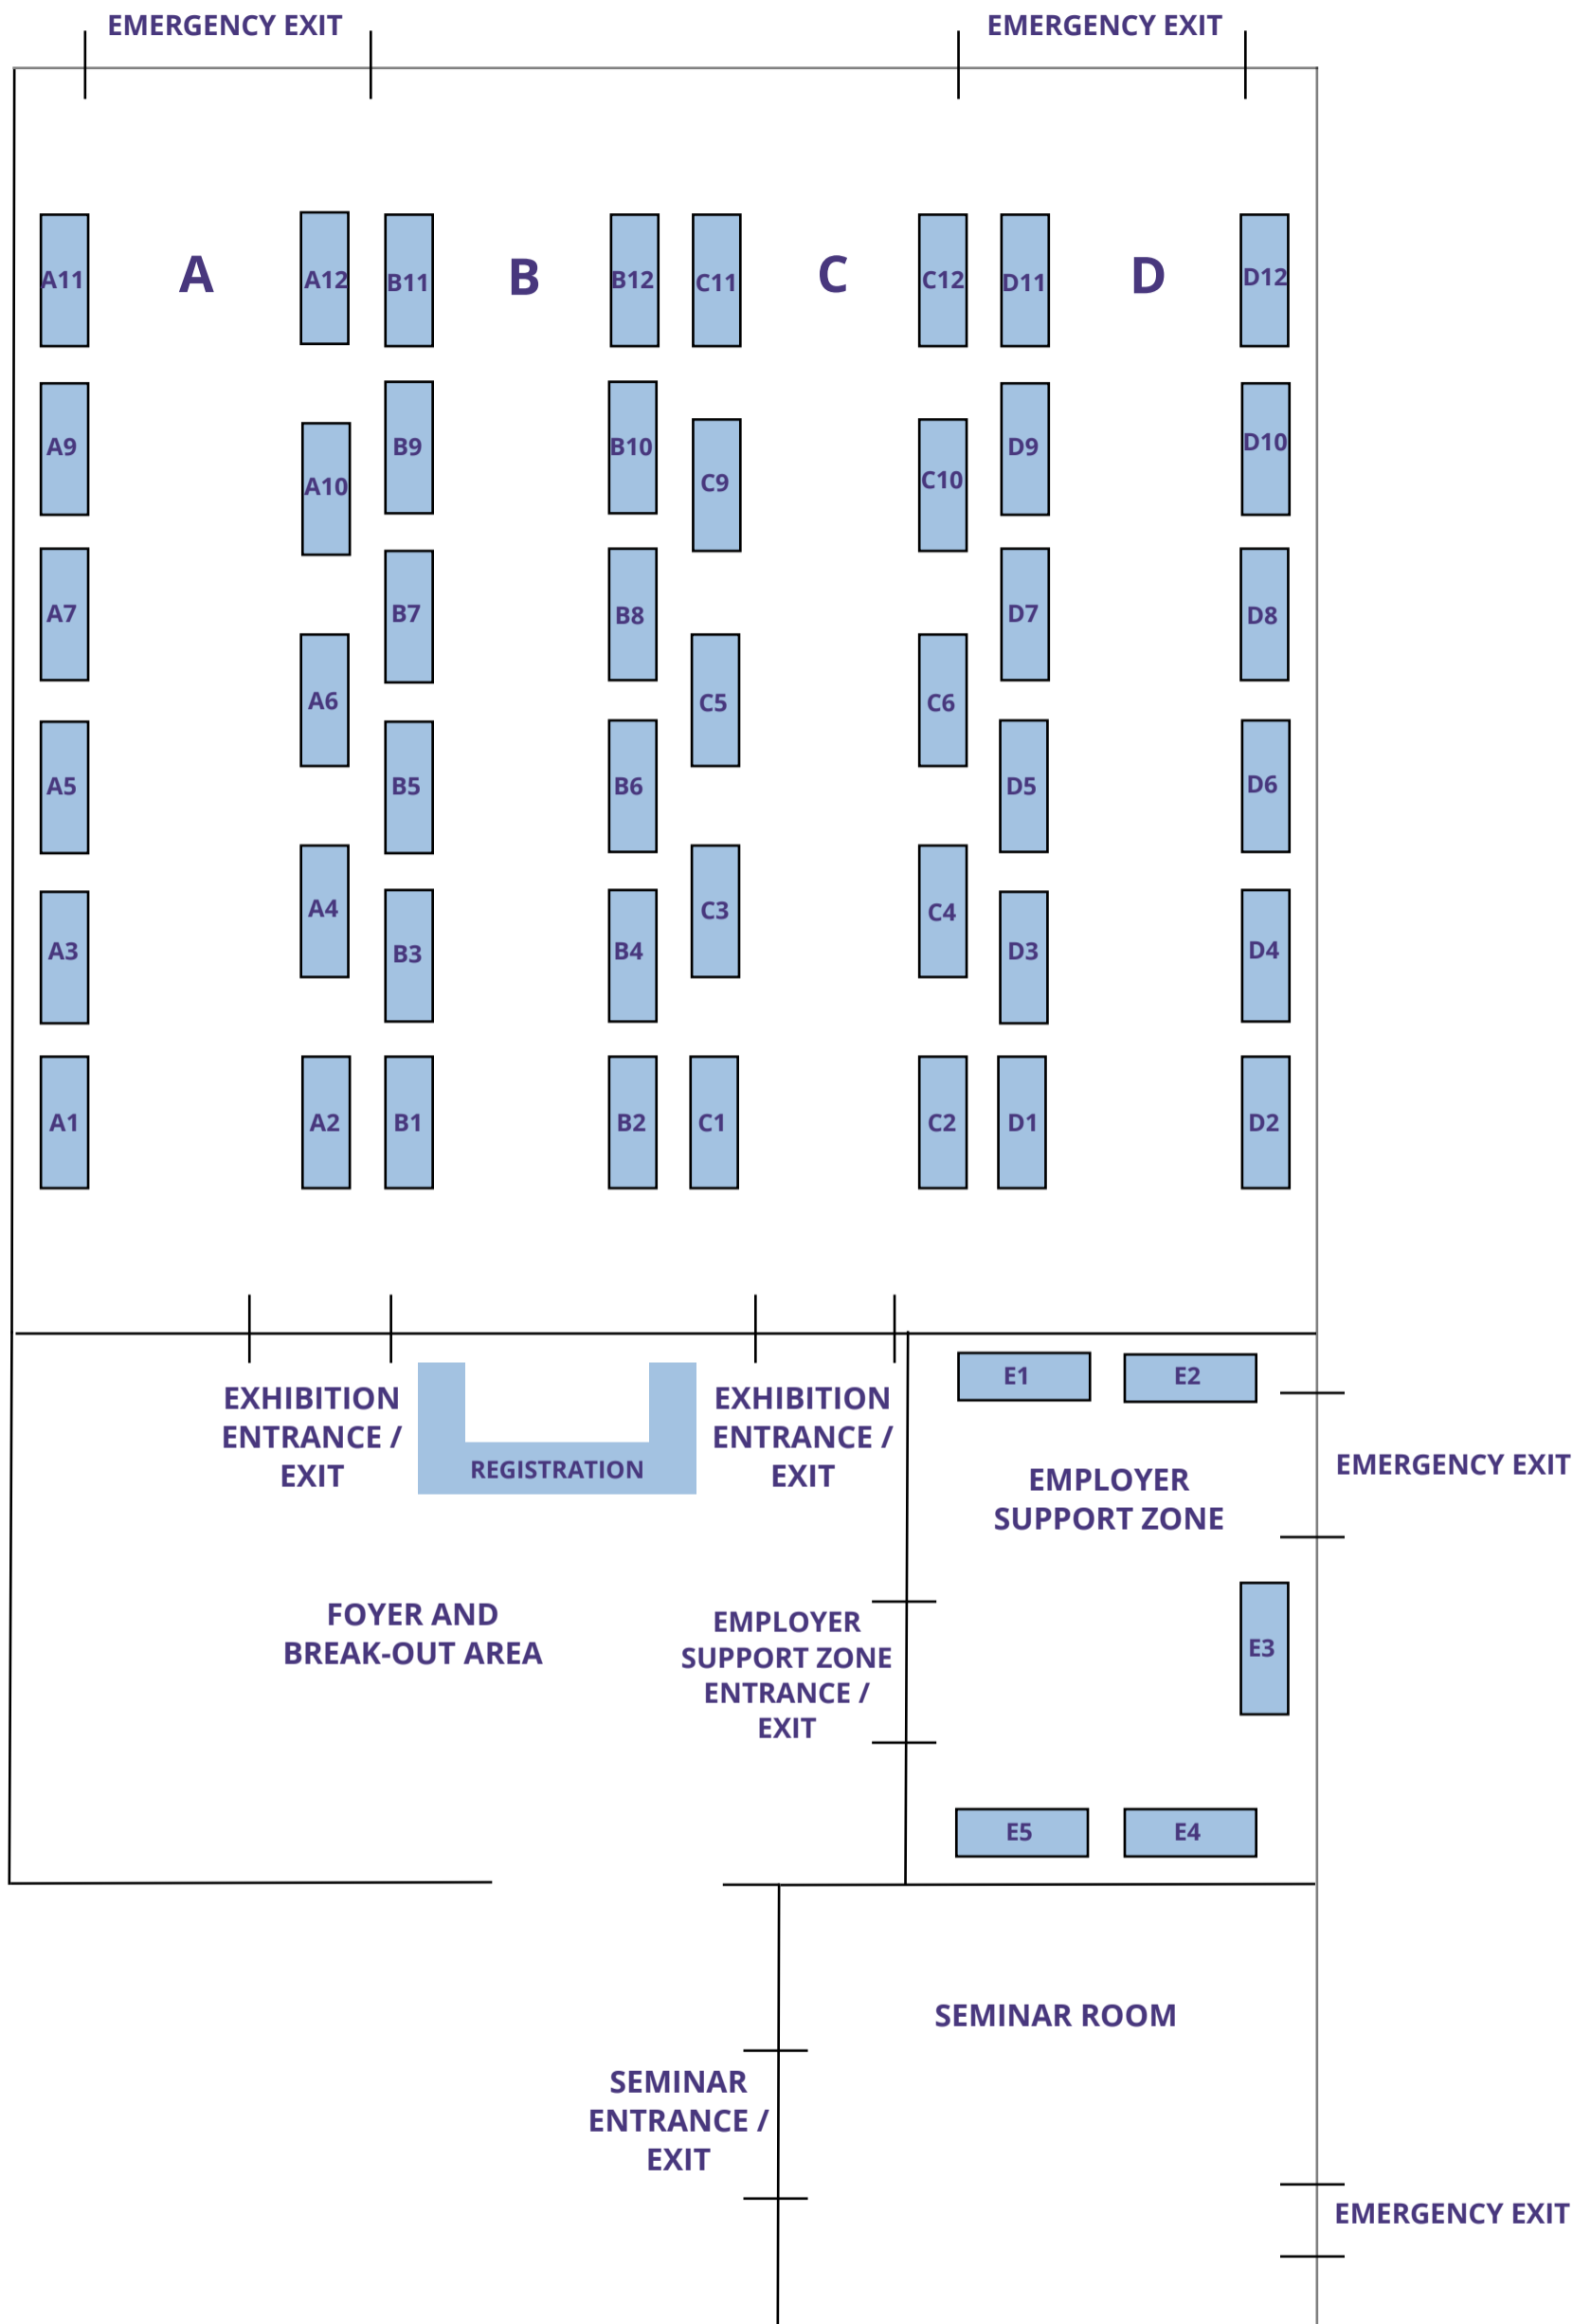 EMERGENCY EXIT
EMERGENCY EXIT
A
B
C
D
A11
A12
B11
B12
C11
C12
D11
D12
A9
A10
B9
B10
C9
C10
D9
D10
A7
B7
B8
D7
D8
A6
C5
C6
A5
B5
B6
D5
D6
A4
C3
C4
A3
B3
B4
D3
D4
A1
A2
B1
B2
C1
C2
D1
D2
EXHIBITION
ENTRANCE /
EXIT
REGISTRATION
EXHIBITION
ENTRANCE /
EXIT
E1
E2
EMPLOYER
SUPPORT ZONE
EMERGENCY EXIT
FOYER AND
BREAK-OUT AREA
EMPLOYER
SUPPORT ZONE
ENTRANCE /
EXIT
E3
E5
E4
SEMINAR ROOM
SEMINAR
ENTRANCE /
EXIT
EMERGENCY EXIT